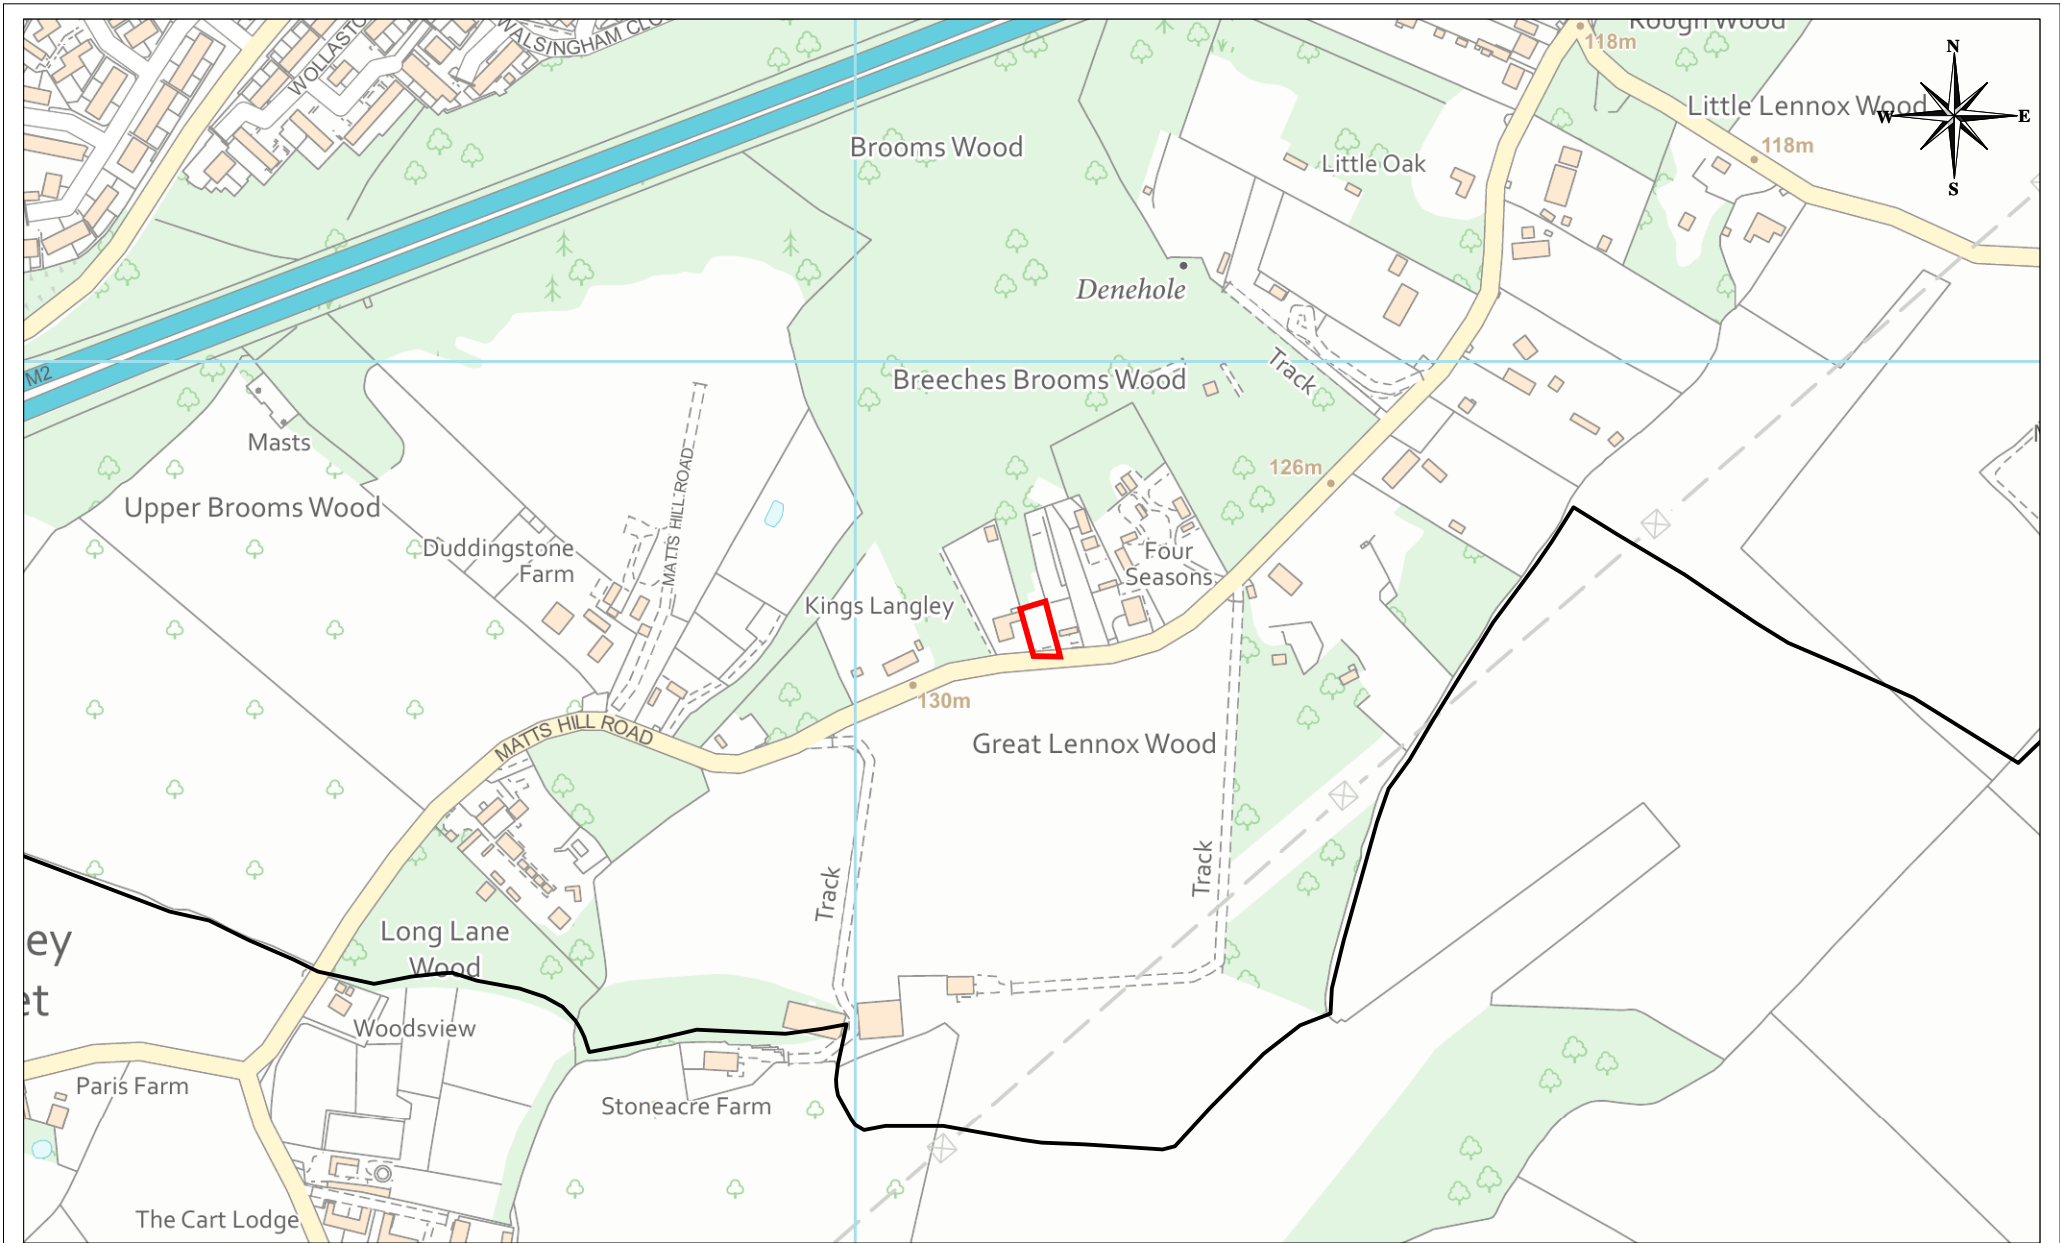 WOLLASTO
WALSINGHAM CLO
118m
Rough Wood
N
Little Lennox Wood
W
E
S
118m
Brooms Wood
Little Oak
Denehole
M2
Breeches Brooms Wood
Track
Masts
126m
Upper Brooms Wood
MATTS HILL ROAD
Duddingstone
Farm
Four
Seasons
Kings Langley
130m
MATTS HILL ROAD
Great Lennox Wood
Track
Track
Long Lane
Wood
ey
et
Woodsview
Paris Farm
Stoneacre Farm
The Cart Lodge